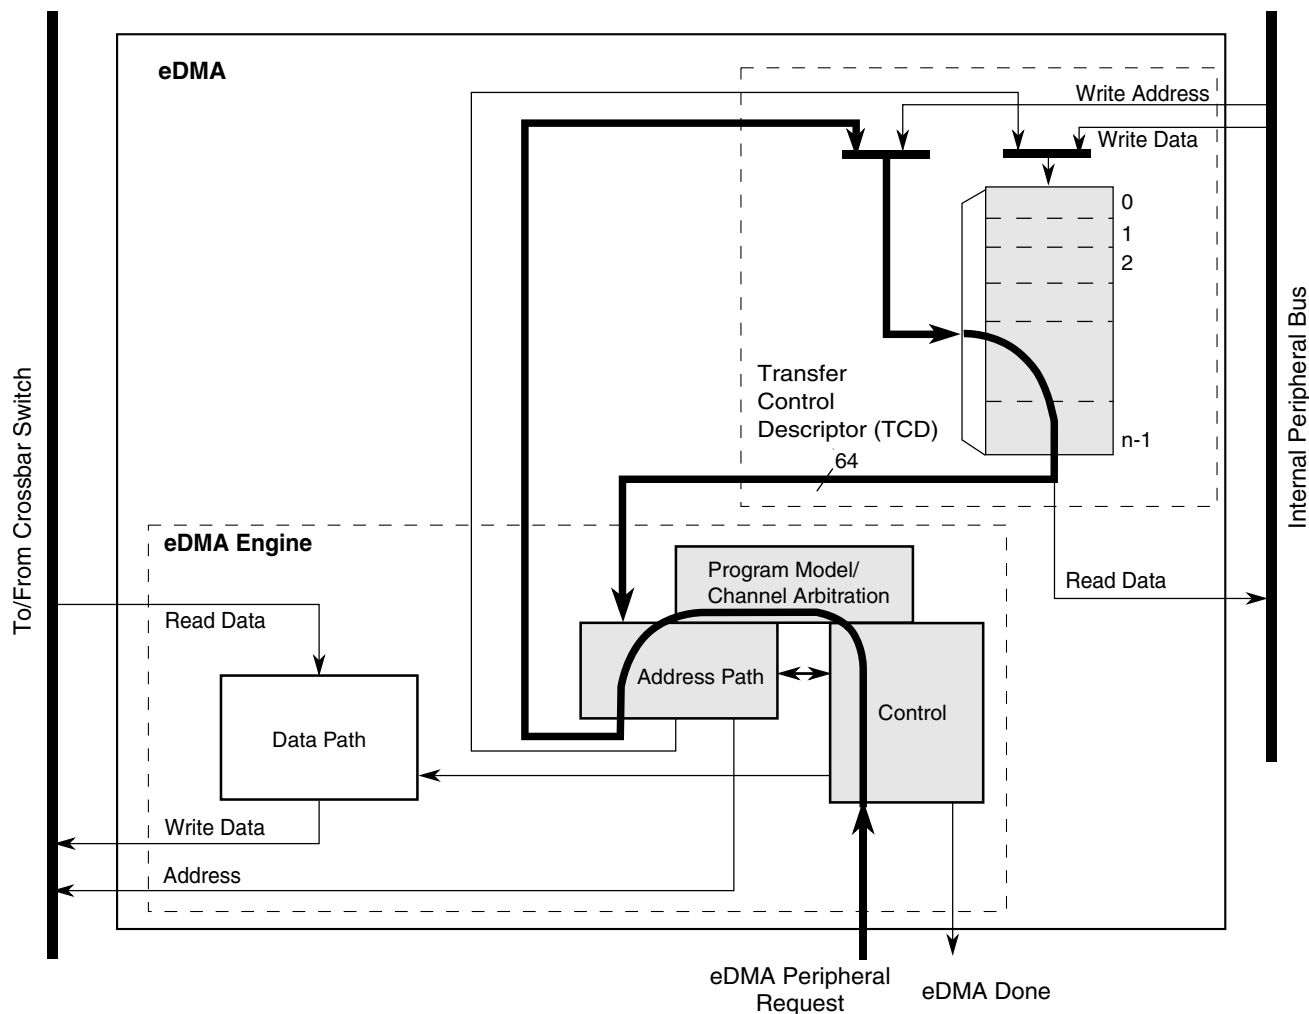 eDMA
Write Address
Write Data
0
1
2
n-1
Transfer
Control
Descriptor (TCD)
64
To/From Crossbar Switch
Internal Peripheral Bus
eDMA Engine
Program Model/
Channel Arbitration
Read Data
Read Data
Address Path
Control
Data Path
Write Data
Address
eDMA Peripheral
Request
eDMA Done